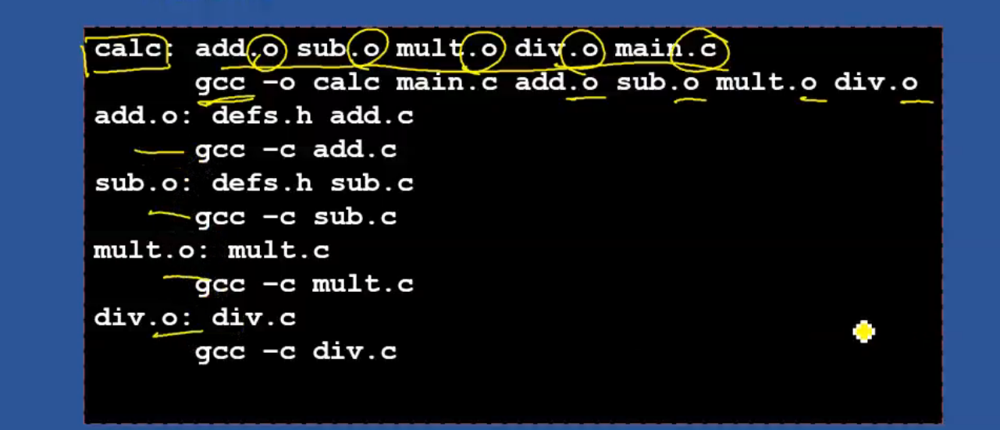 calc: add.o sub.o mult.o div.o main.c
gcc -o calc main.c add.o sub.o mult.o div.o
add.o: defs.h add.c
gcc -c add.c
sub.o: defs.h sub.c
gcc -c sub.c
mult.o: mult.c
gcc -c mult.c
div.o: div.c
gcc -c div.c